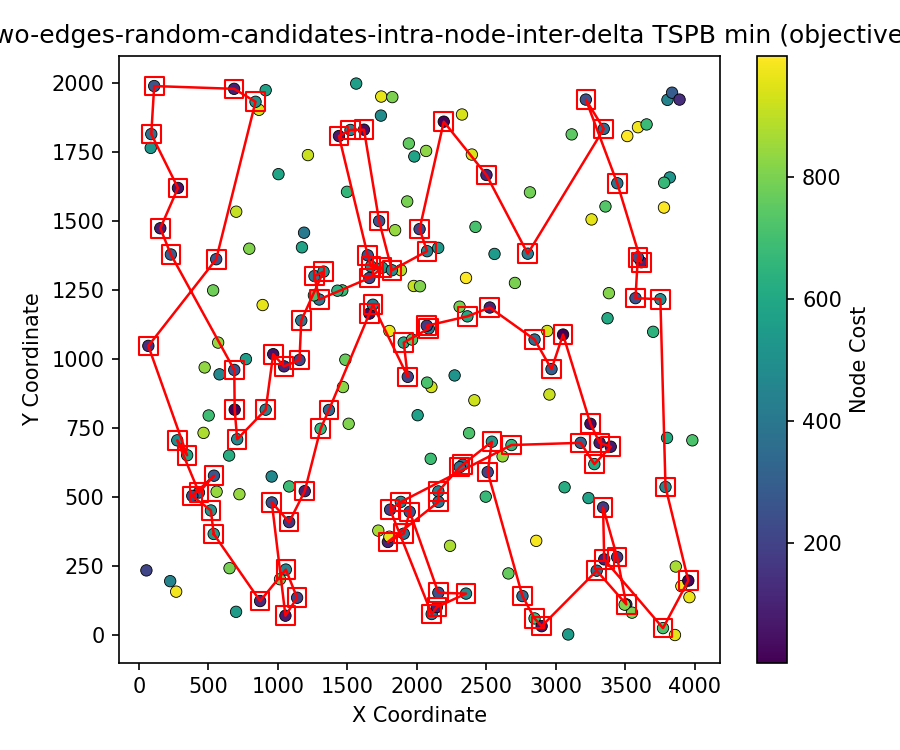 wo-edges-random-candidates-intra-node-inter-delta TSPB min (objective
2000
1750
1500
1250
1000
750
500
250
0
Y Coordinate
0 500 1000 1500 2000 2500 3000 3500 4000
X Coordinate
800
600
400
200
Node Cost